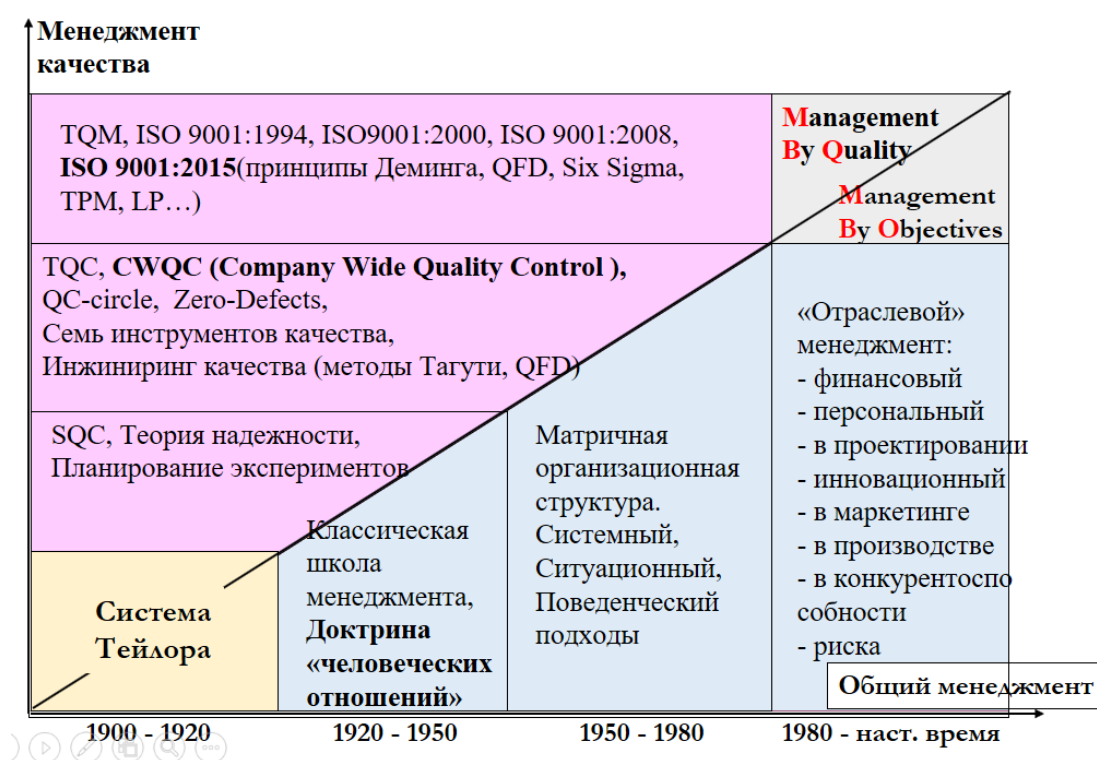 Менеджмент
качества
TQM, ISO 9001:1994, ISO9001:2000, ISO 9001:2008,
ISO 9001:2015(принципы Деминга, QFD, Six Sigma,
TPM, LP…)
Management
By Quality
Management
By Objectives
TQC, CWQC (Company Wide Quality Control ),
QC-circle, Zero-Defects,
Семь инструментов качества,
Инжиниринг качества (методы Тагути, QFD)
SQC, Теория надежности,
Планирование экспериментов
Система
Тейлора
Классическая
школа
менеджмента,
Доктрина
«человеческих
отношений»
Матричная
организационная
структура.
Системный,
Ситуационный,
Поведенческий
подходы
«Отраслевой»
менеджмент:
- финансовый
- персональный
- в проектировании
- инновационный
- в маркетинге
- в производстве
- в конкурентоспо
собности
- риска
Общий менеджмент
1900 - 1920
1920 - 1950
1950 - 1980
1980 - наст. время